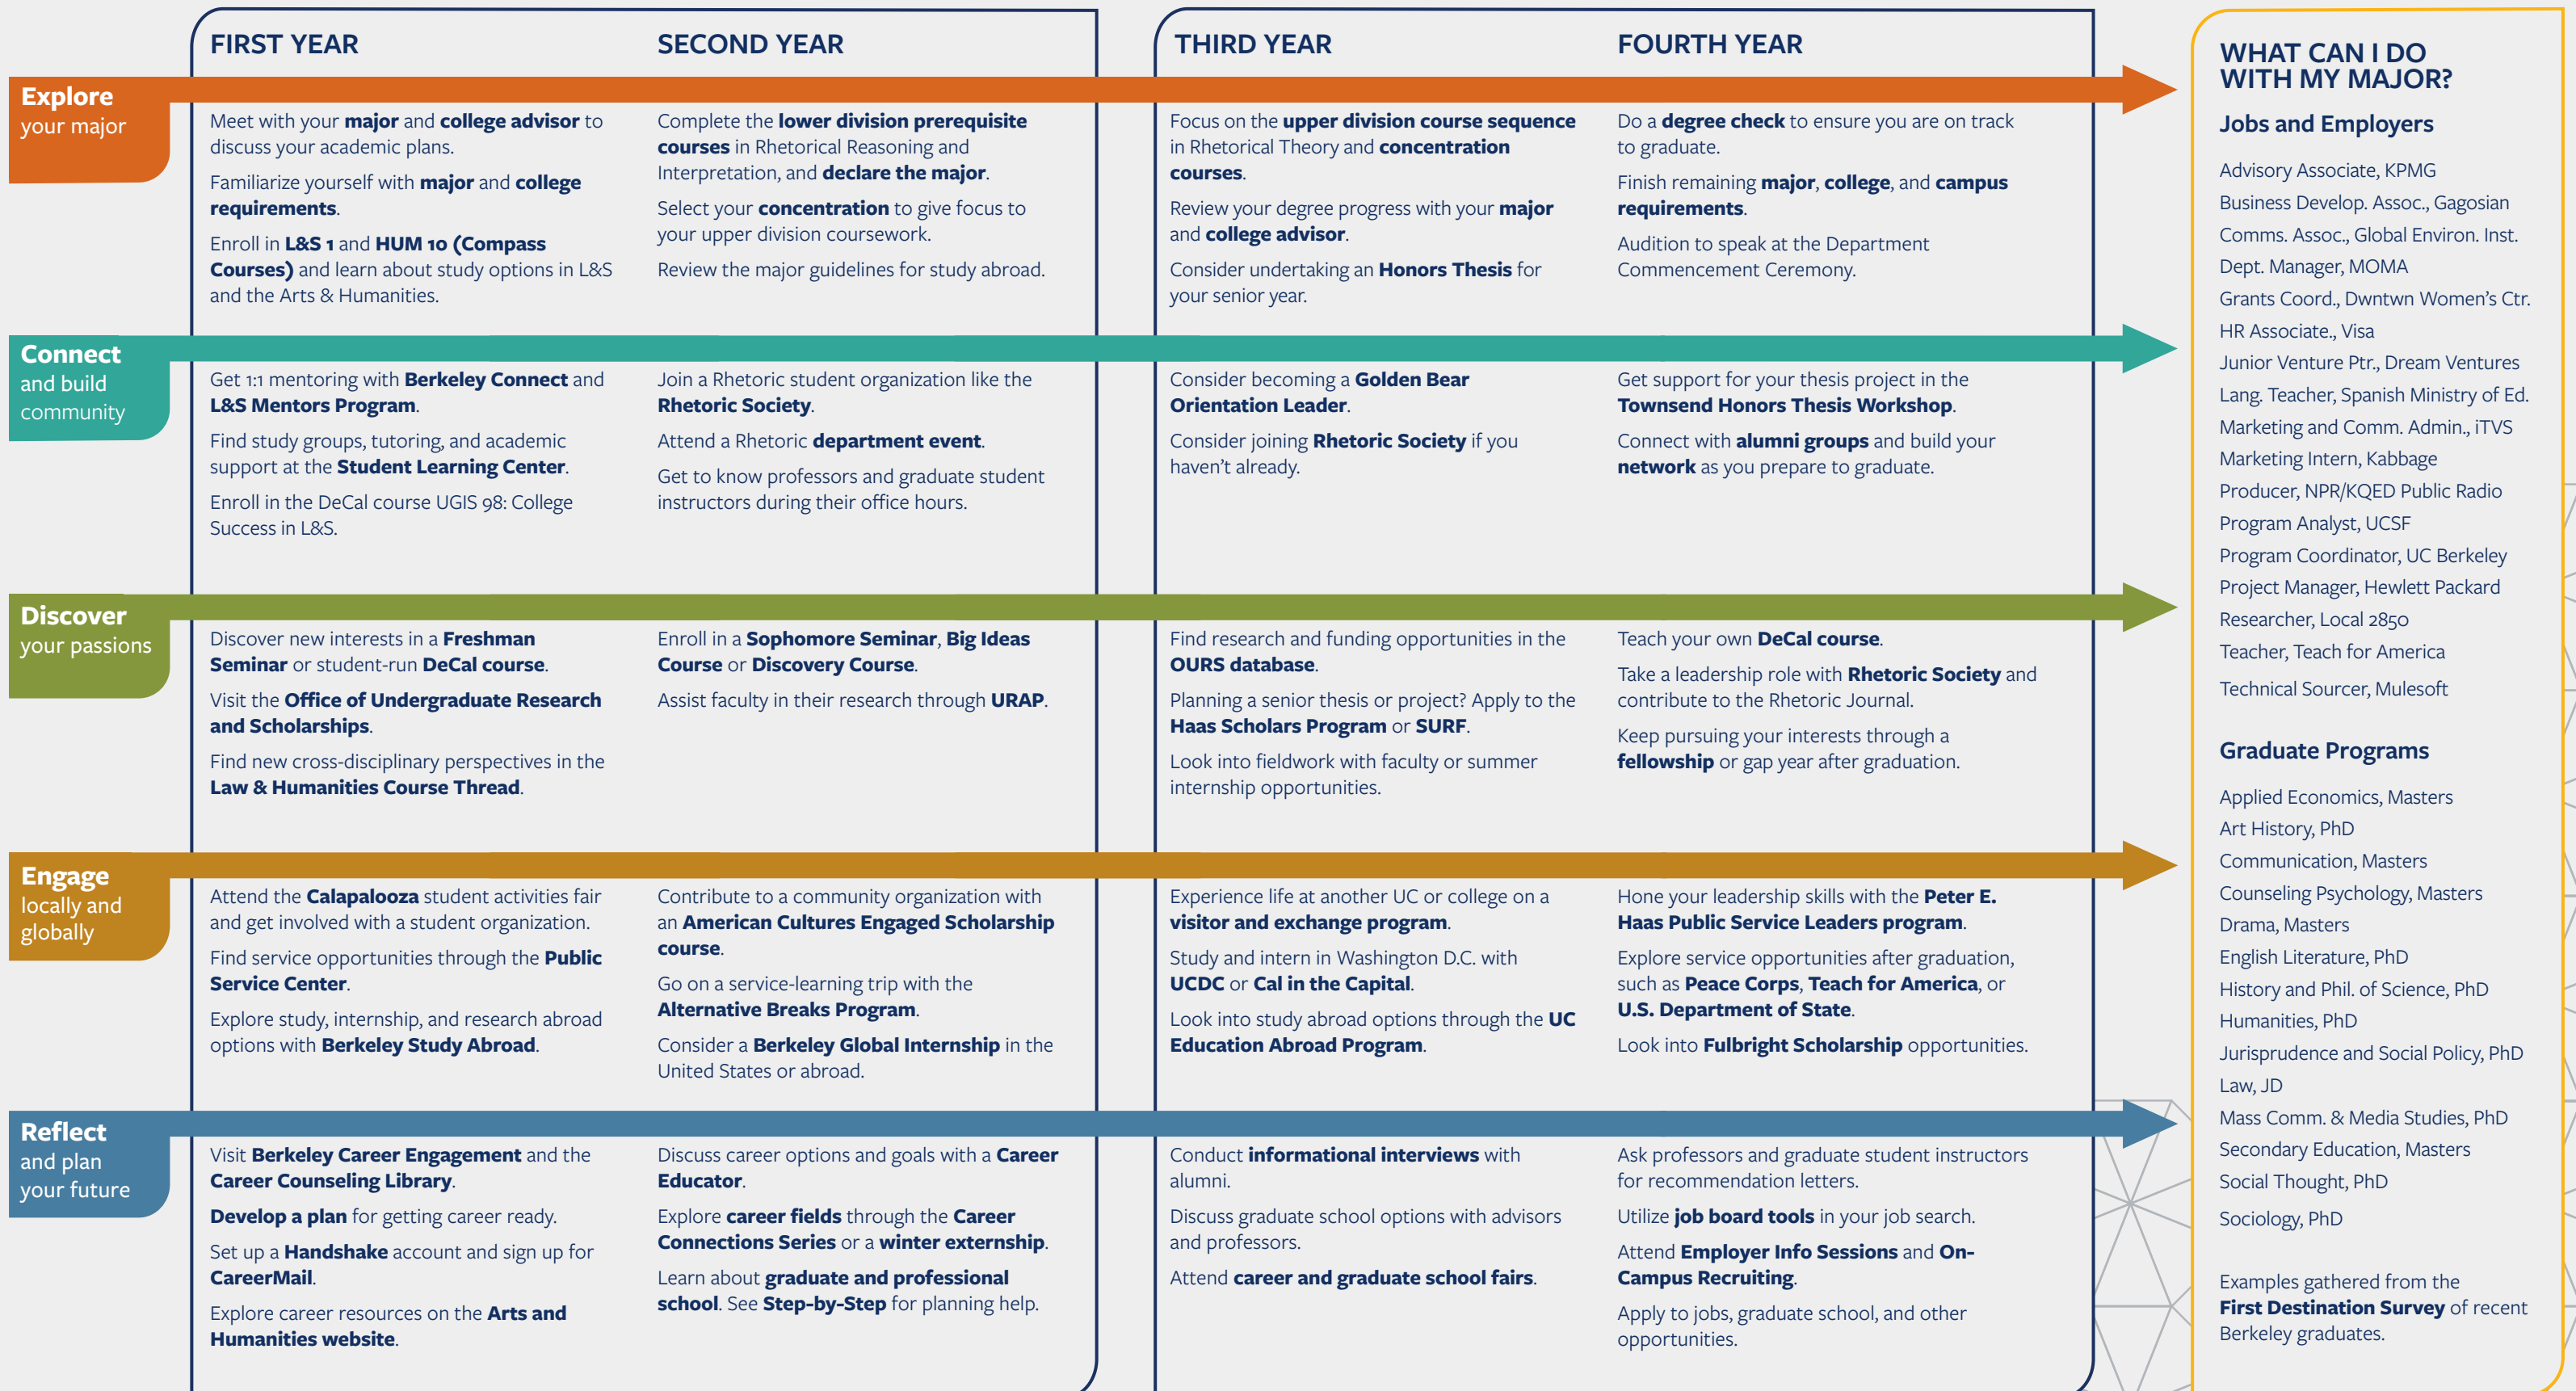 FIRST YEAR
SECOND YEAR
THIRD YEAR
FOURTH YEAR
Explore
your major
Meet with your major and college advisor to
discuss your academic plans.
Familiarize yourself with major and college
requirements.
Enroll in L&S 1 and HUM 10 (Compass
Courses) and learn about study options in L&S
and the Arts & Humanities.
Complete the lower division prerequisite
courses in Rhetorical Reasoning and
Interpretation, and declare the major.
Select your concentration to give focus to
your upper division coursework.
Review the major guidelines for study abroad.
Focus on the upper division course sequence
in Rhetorical Theory and concentration
courses.
Review your degree progress with your major
and college advisor.
Consider undertaking an Honors Thesis for
your senior year.
Do a degree check to ensure you are on track
to graduate.
Finish remaining major, college, and campus
requirements.
Audition to speak at the Department
Commencement Ceremony.
Connect
and build
community
Get 1:1 mentoring with Berkeley Connect and
L&S Mentors Program.
Find study groups, tutoring, and academic
support at the Student Learning Center.
Enroll in the DeCal course UGIS 98: College
Success in L&S.
Join a Rhetoric student organization like the
Rhetoric Society.
Attend a Rhetoric department event.
Get to know professors and graduate student
instructors during their office hours.
Consider becoming a Golden Bear
Orientation Leader.
Consider joining Rhetoric Society if you
haven't already.
Get support for your thesis project in the
Townsend Honors Thesis Workshop.
Connect with alumni groups and build your
network as you prepare to graduate.
Discover
your passions
Discover new interests in a Freshman
Seminar or student-run DeCal course.
Visit the Office of Undergraduate Research
and Scholarships.
Find new cross-disciplinary perspectives in the
Law & Humanities Course Thread.
Enroll in a Sophomore Seminar, Big Ideas
Course or Discovery Course.
Assist faculty in their research through URAP.
Find research and funding opportunities in the
OURS database.
Planning a senior thesis or project? Apply to the
Haas Scholars Program or SURF.
Look into fieldwork with faculty or summer
internship opportunities.
Teach your own DeCal course.
Take a leadership role with Rhetoric Society and
contribute to the Rhetoric Journal.
Keep pursuing your interests through a
fellowship or gap year after graduation.
Engage
locally and
globally
Attend the Calapalooza student activities fair
and get involved with a student organization.
Find service opportunities through the Public
Service Center.
Explore study, internship, and research abroad
options with Berkeley Study Abroad.
Contribute to a community organization with
an American Cultures Engaged Scholarship
course.
Go on a service-learning trip with the
Alternative Breaks Program.
Consider a Berkeley Global Internship in the
United States or abroad.
Experience life at another UC or college on a
visitor and exchange program.
Study and intern in Washington D.C. with
UCDC or Cal in the Capital.
Look into study abroad options through the UC
Education Abroad Program.
Hone your leadership skills with the Peter E.
Haas Public Service Leaders program.
Explore service opportunities after graduation,
such as Peace Corps, Teach for America, or
U.S. Department of State.
Look into Fulbright Scholarship opportunities.
Reflect
and plan
your future
Visit Berkeley Career Engagement and the
Career Counseling Library.
Develop a plan for getting career ready.
Set up a Handshake account and sign up for
CareerMail.
Explore career resources on the Arts and
Humanities website.
Discuss career options and goals with a Career
Educator.
Explore career fields through the Career
Connections Series or a winter externship.
Learn about graduate and professional
school. See Step-by-Step for planning help.
Conduct informational interviews with
alumni.
Discuss graduate school options with advisors
and professors.
Attend career and graduate school fairs.
Ask professors and graduate student instructors
for recommendation letters.
Utilize job board tools in your job search.
Attend Employer Info Sessions and On-
Campus Recruiting.
Apply to jobs, graduate school, and other
opportunities.
WHAT CAN I DO
WITH MY MAJOR?
Jobs and Employers
Advisory Associate, KPMG
Business Develop. Assoc., Gagosian
Comms. Assoc., Global Environ. Inst.
Dept. Manager, MOMA
Grants Coord., Dwntwn Women's Ctr.
HR Associate., Visa
Junior Venture Ptr., Dream Ventures
Lang. Teacher, Spanish Ministry of Ed.
Marketing and Comm. Admin., iTVS
Marketing Intern, Kabbage
Producer, NPR/KQED Public Radio
Program Analyst, UCSF
Program Coordinator, UC Berkeley
Project Manager, Hewlett Packard
Researcher, Local 2850
Teacher, Teach for America
Technical Sourcer, Mulesoft
Graduate Programs
Applied Economics, Masters
Art History, PhD
Communication, Masters
Counseling Psychology, Masters
Drama, Masters
English Literature, PhD
History and Phil. of Science, PhD
Humanities, PhD
Jurisprudence and Social Policy, PhD
Law, JD
Mass Comm. & Media Studies, PhD
Secondary Education, Masters
Social Thought, PhD
Sociology, PhD
Examples gathered from the
First Destination Survey of recent
Berkeley graduates.